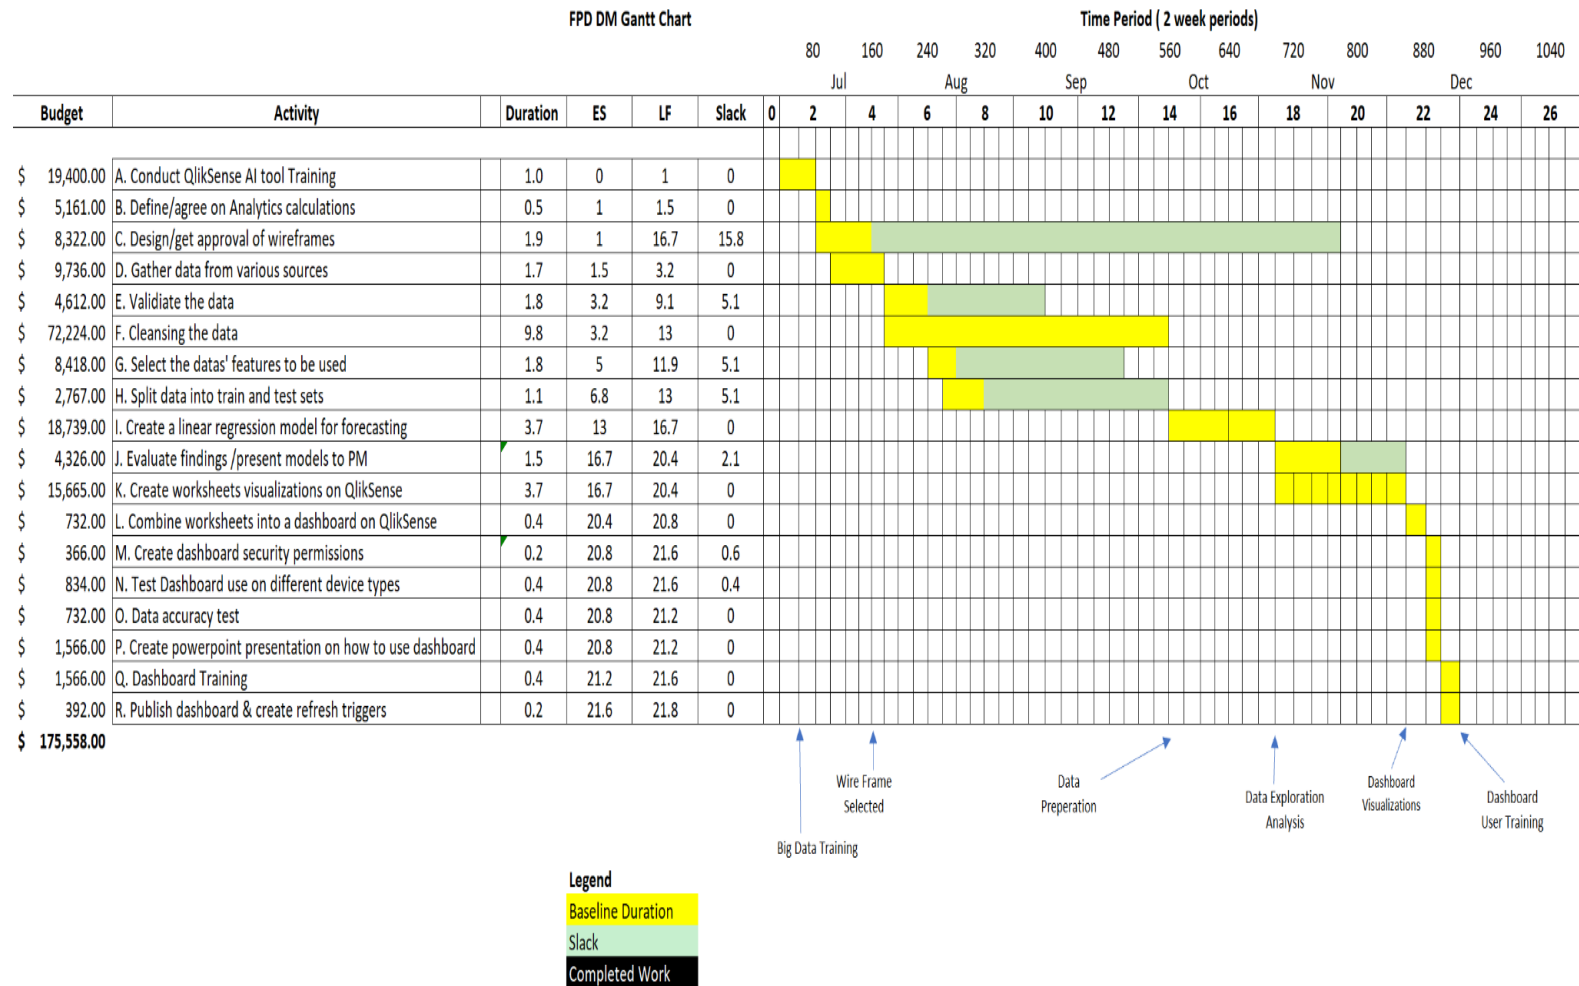 FPD DM Gantt Chart Time Period ( 2 week periods)
80 160 240 320 400 480 560 640 720 800 880 960 1040
Jul Aug Sep Oct Nov Dec
Budget Activity Duration ES LF Slack 0 2 4 6 8 10 12 14 16 18 20 22 24 26
$ 19,400.00 A. Conduct QlikSense AI tool Training 1.0 0 1 0
$ 5,161.00 B. Define/agree on Analytics calculations 0.5 1 1.5 0
$ 8,322.00 C. Design/get approval of wireframes 1.9 1 16.7 15.8
$ 9,736.00 D. Gather data from various sources 1.7 1.5 3.2 0
$ 4,612.00 E. Validiate the data 1.8 3.2 9.1 5.1
$ 72,224.00 F. Cleansing the data 9.8 3.2 13 0
$ 8,418.00 G. Select the datas' features to be used 1.8 5 11.9 5.1
$ 2,767.00 H. Split data into train and test sets 1.1 6.8 13 5.1
$ 18,739.00 I. Create a linear regression model for forecasting 3.7 13 16.7 0
$ 4,326.00 J. Evaluate findings /present models to PM 1.5 16.7 20.4 2.1
$ 15,665.00 K. Create worksheets visualizations on QlikSense 3.7 16.7 20.4 0
$ 732.00 L. Combine worksheets into a dashboard on QlikSense 0.4 20.4 20.8 0
$ 366.00 M. Create dashboard security permissions 0.2 20.8 21.6 0.6
$ 834.00 N. Test Dashboard use on different device types 0.4 20.8 21.6 0.4
$ 732.00 O. Data accuracy test 0.4 20.8 21.2 0
$ 1,566.00 P. Create powerpoint presentation on how to use dashboard 0.4 20.8 21.2 0
$ 1,566.00 Q. Dashboard Training 0.4 21.2 21.6 0
$ 392.00 R. Publish dashboard & create refresh triggers 0.2 21.6 21.8 0
$ 175,558.00
Big Data Training
Wire Frame
Selected
Data
Preperation
Data Exploration
Analysis
Dashboard
Visualizations
Dashboard
User Training
Legend
Baseline Duration
Slack
Completed Work